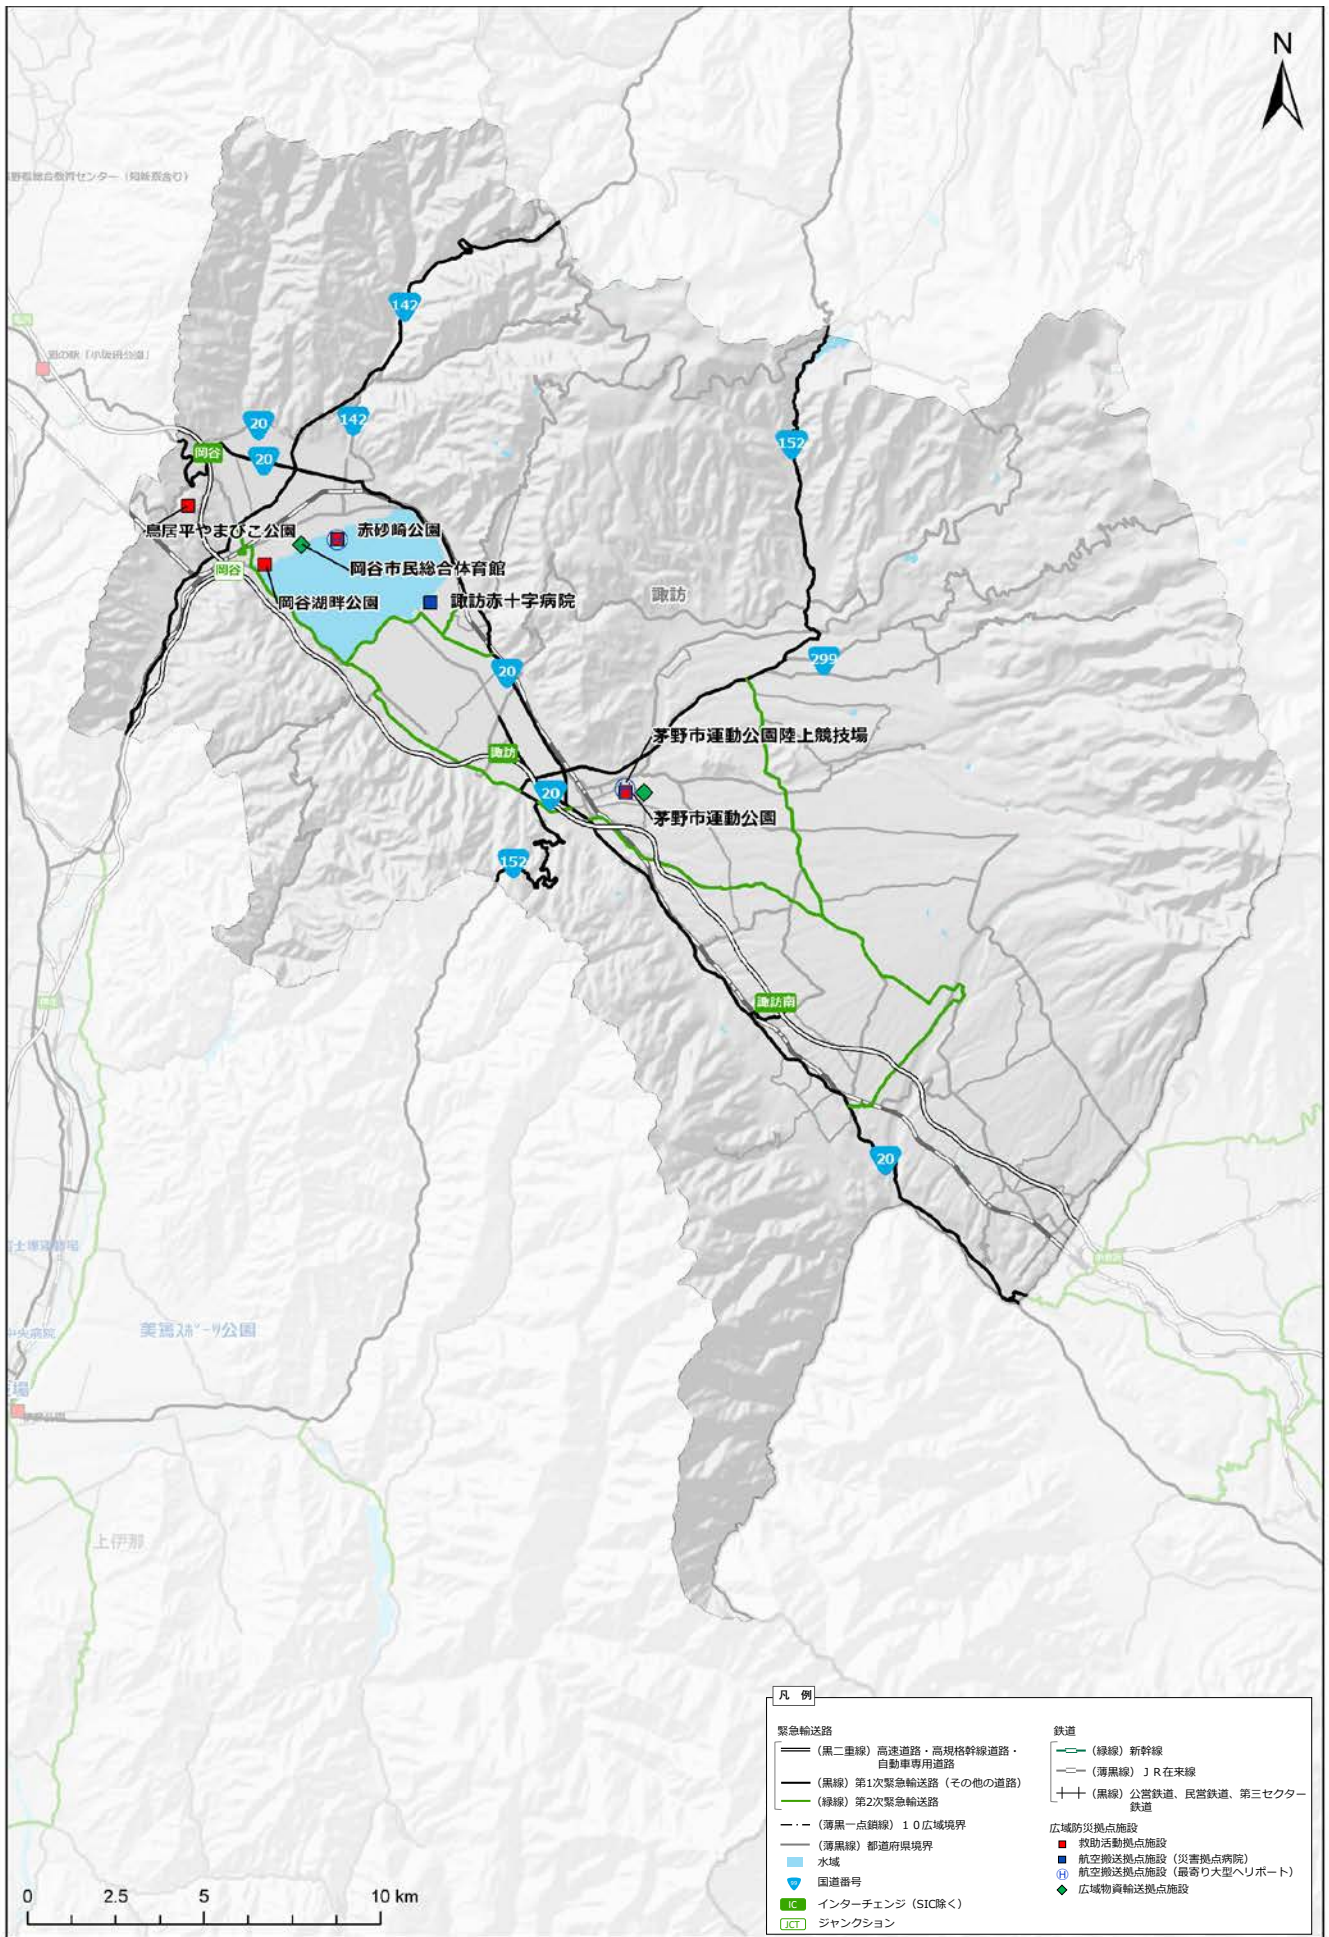 N
142
142
20
20
152
岡谷
鳥居平やまびこ公園
赤砂崎公園
岡谷市民総合体育館
岡谷
岡谷湖畔公園
諏訪赤十字病院
諏訪
299
20
茅野市運動公園陸上競技場
諏訪
20
茅野市運動公園
152
諏訪南
20
美篶スポーツ公園
上伊那
凡 例
緊急輸送路
(黒二重線)高速道路・高規格幹線道路・
自動車専用道路
(黒線)第1次緊急輸送路(その他の道路)
(緑線)第2次緊急輸送路
(薄黒一点鎖線)10広域境界
(薄黒線)都道府県境界
水域
国道番号
IC インターチェンジ(SIC除く)
JCT ジャンクション
鉄道
(緑線)新幹線
(薄黒線)JR在来線
(黒線)公営鉄道、民営鉄道、第三セクター
鉄道
広域防災拠点施設
救助活動拠点施設
航空搬送拠点施設(災害拠点病院)
H 航空搬送拠点施設(最寄り大型ヘリポート)
広域物資輸送拠点施設
0 2.5 5 10 km